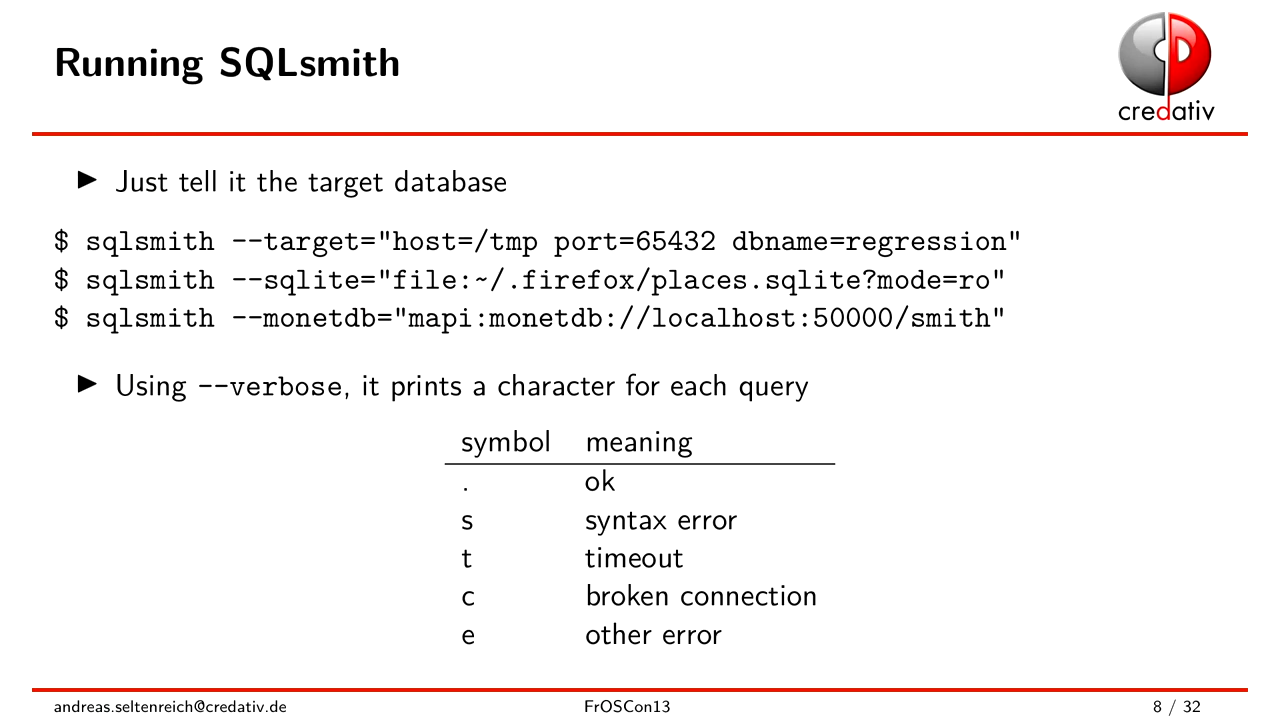 Running SQLsmith
credativ
▶ Just tell it the target database
$ sqlsmith --target="host=/tmp port=65432 dbname=regression"
$ sqlsmith --sqlite="file:~/.firefox/places.sqlite?mode=ro"
$ sqlsmith --monetdb="mapi:monetdb://localhost:50000/smith"
▶ Using --verbose, it prints a character for each query
symbol meaning
. ok
s syntax error
t timeout
c broken connection
e other error
andreas.seltenreich@credativ.de FrOSCon13 8 / 32